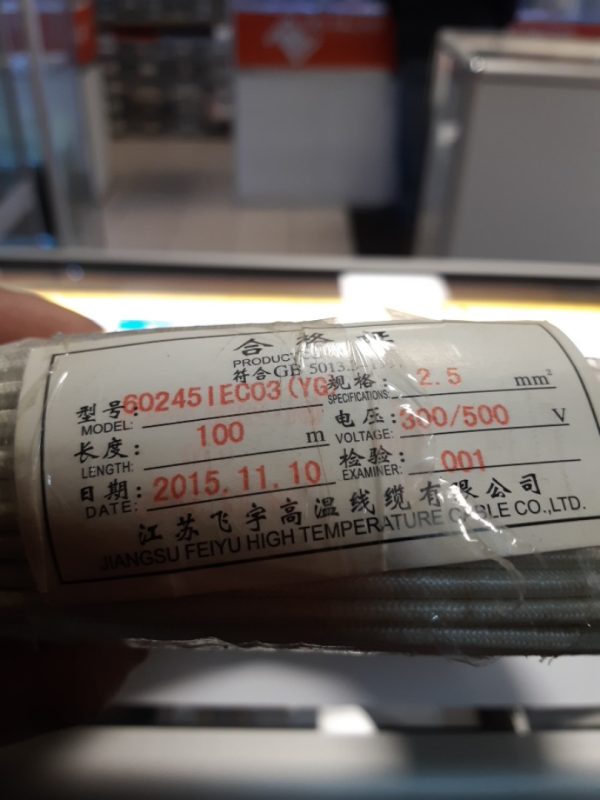 合格证
PRODUCT
符合GB 5013.
型号: 60245IEC03(YG 规格: 2.5 mm²
MODEL: SPECIFICATIONS:
长度: 100 m 电压: 300/500 V
LENGTH: VOLTAGE:
日期: 2015.11.10 检验: 001
DATE: EXAMINER:
江苏飞宇高温线缆有限公司
JIANGSU FEIYU HIGH TEMPERATURE CABLE CO.,LTD.